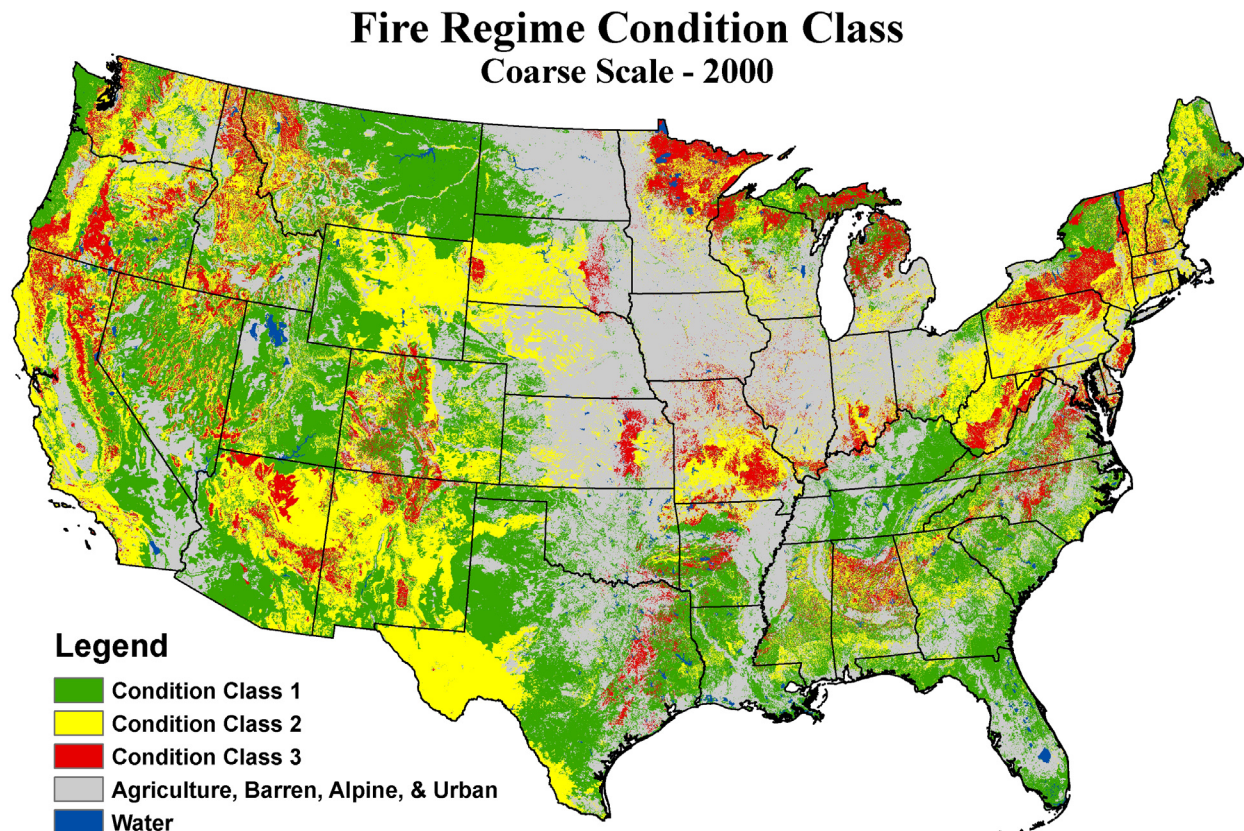 Fire Regime Condition Class
Coarse Scale - 2000
Legend
Condition Class 1
Condition Class 2
Condition Class 3
Agriculture, Barren, Alpine, & Urban
Water